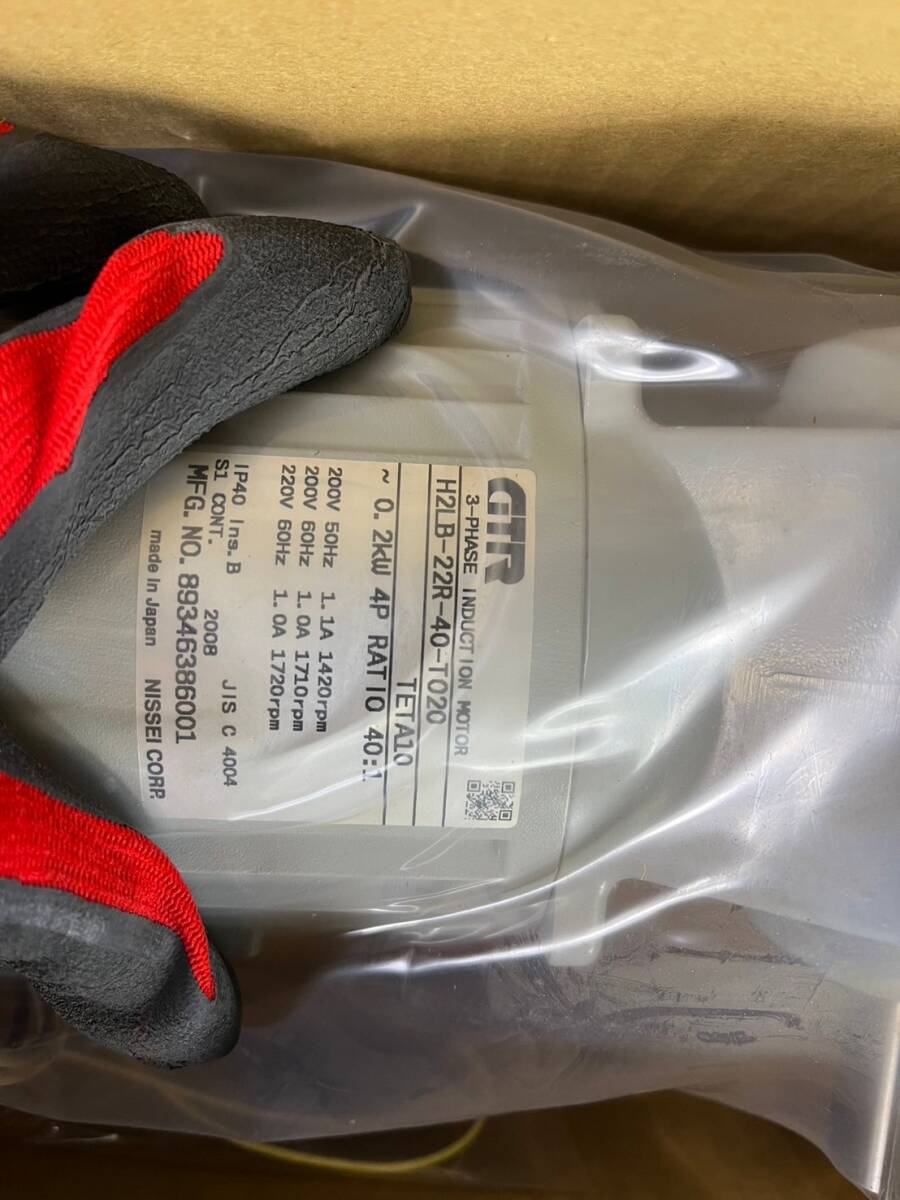 GTR
3-PHASE INDUCTION MOTOR
H2LB-22R-40-T020
TETA10
~ 0.2kW 4P RATIO 40:1
200V 50Hz 1.1A 1420rpm
200V 60Hz 1.0A 1710rpm
220V 60Hz 1.0A 1720rpm
IP40 Ins.B JIS C 4004
S1 CONT. 2008
MFG. NO. 89346386001
made in Japan NISSEI CORP.